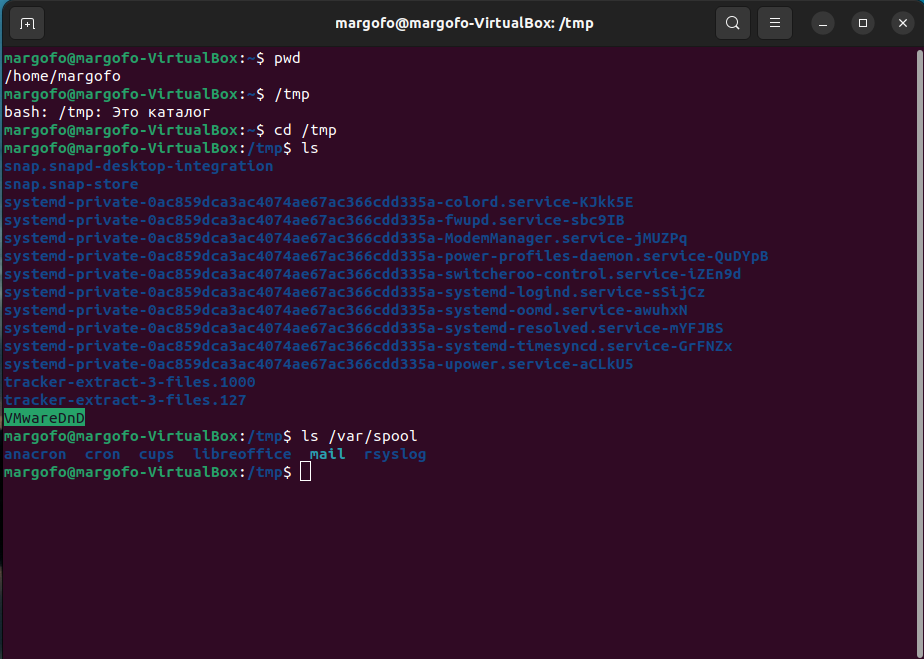 margofo@margofo-VirtualBox: /tmp
margofo@margofo-VirtualBox:~$ pwd
/home/margofo
margofo@margofo-VirtualBox:~$ /tmp
bash: /tmp: Это каталог
margofo@margofo-VirtualBox:~$ cd /tmp
margofo@margofo-VirtualBox:/tmp$ ls
snap.snapd-desktop-integration
snap.snap-store
systemd-private-0ac859dca3ac4074ae67ac366cdd335a-colord.service-KJkk5E
systemd-private-0ac859dca3ac4074ae67ac366cdd335a-fwupd.service-sbc9IB
systemd-private-0ac859dca3ac4074ae67ac366cdd335a-ModemManager.service-jMUZPq
systemd-private-0ac859dca3ac4074ae67ac366cdd335a-power-profiles-daemon.service-QuDYpB
systemd-private-0ac859dca3ac4074ae67ac366cdd335a-switcheroo-control.service-iZEn9d
systemd-private-0ac859dca3ac4074ae67ac366cdd335a-systemd-logind.service-sSijCz
systemd-private-0ac859dca3ac4074ae67ac366cdd335a-systemd-oomd.service-awuhxN
systemd-private-0ac859dca3ac4074ae67ac366cdd335a-systemd-resolved.service-mYFJBS
systemd-private-0ac859dca3ac4074ae67ac366cdd335a-systemd-timesyncd.service-GrFNZx
systemd-private-0ac859dca3ac4074ae67ac366cdd335a-upower.service-aCLkU5
tracker-extract-3-files.1000
tracker-extract-3-files.127
VMwareDnD
margofo@margofo-VirtualBox:/tmp$ ls /var/spool
anacron cron cups libreoffice mail rsyslog
margofo@margofo-VirtualBox:/tmp$